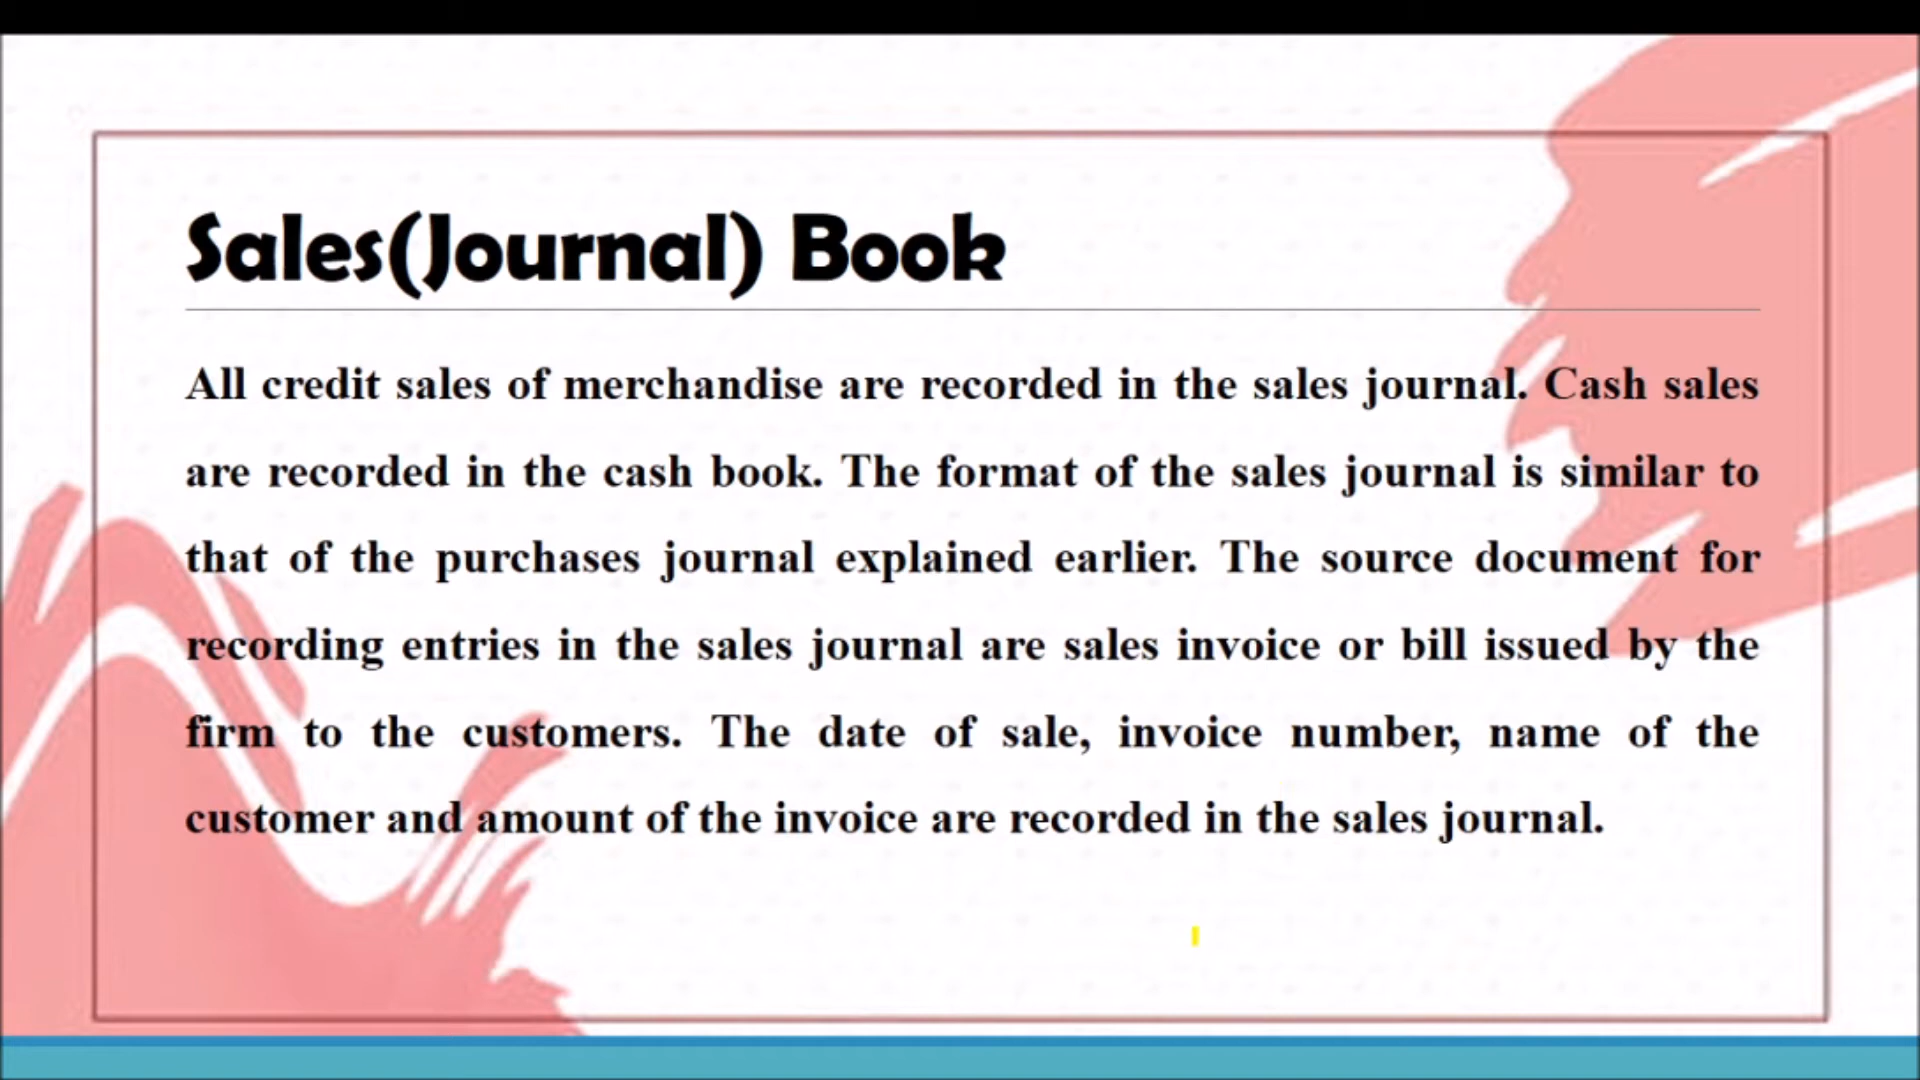 Sales(Journal) Book
All credit sales of merchandise are recorded in the sales journal. Cash sales
are recorded in the cash book. The format of the sales journal is similar to
that of the purchases journal explained earlier. The source document for
recording entries in the sales journal are sales invoice or bill issued by the
firm to the customers. The date of sale, invoice number, name of the
customer and amount of the invoice are recorded in the sales journal.